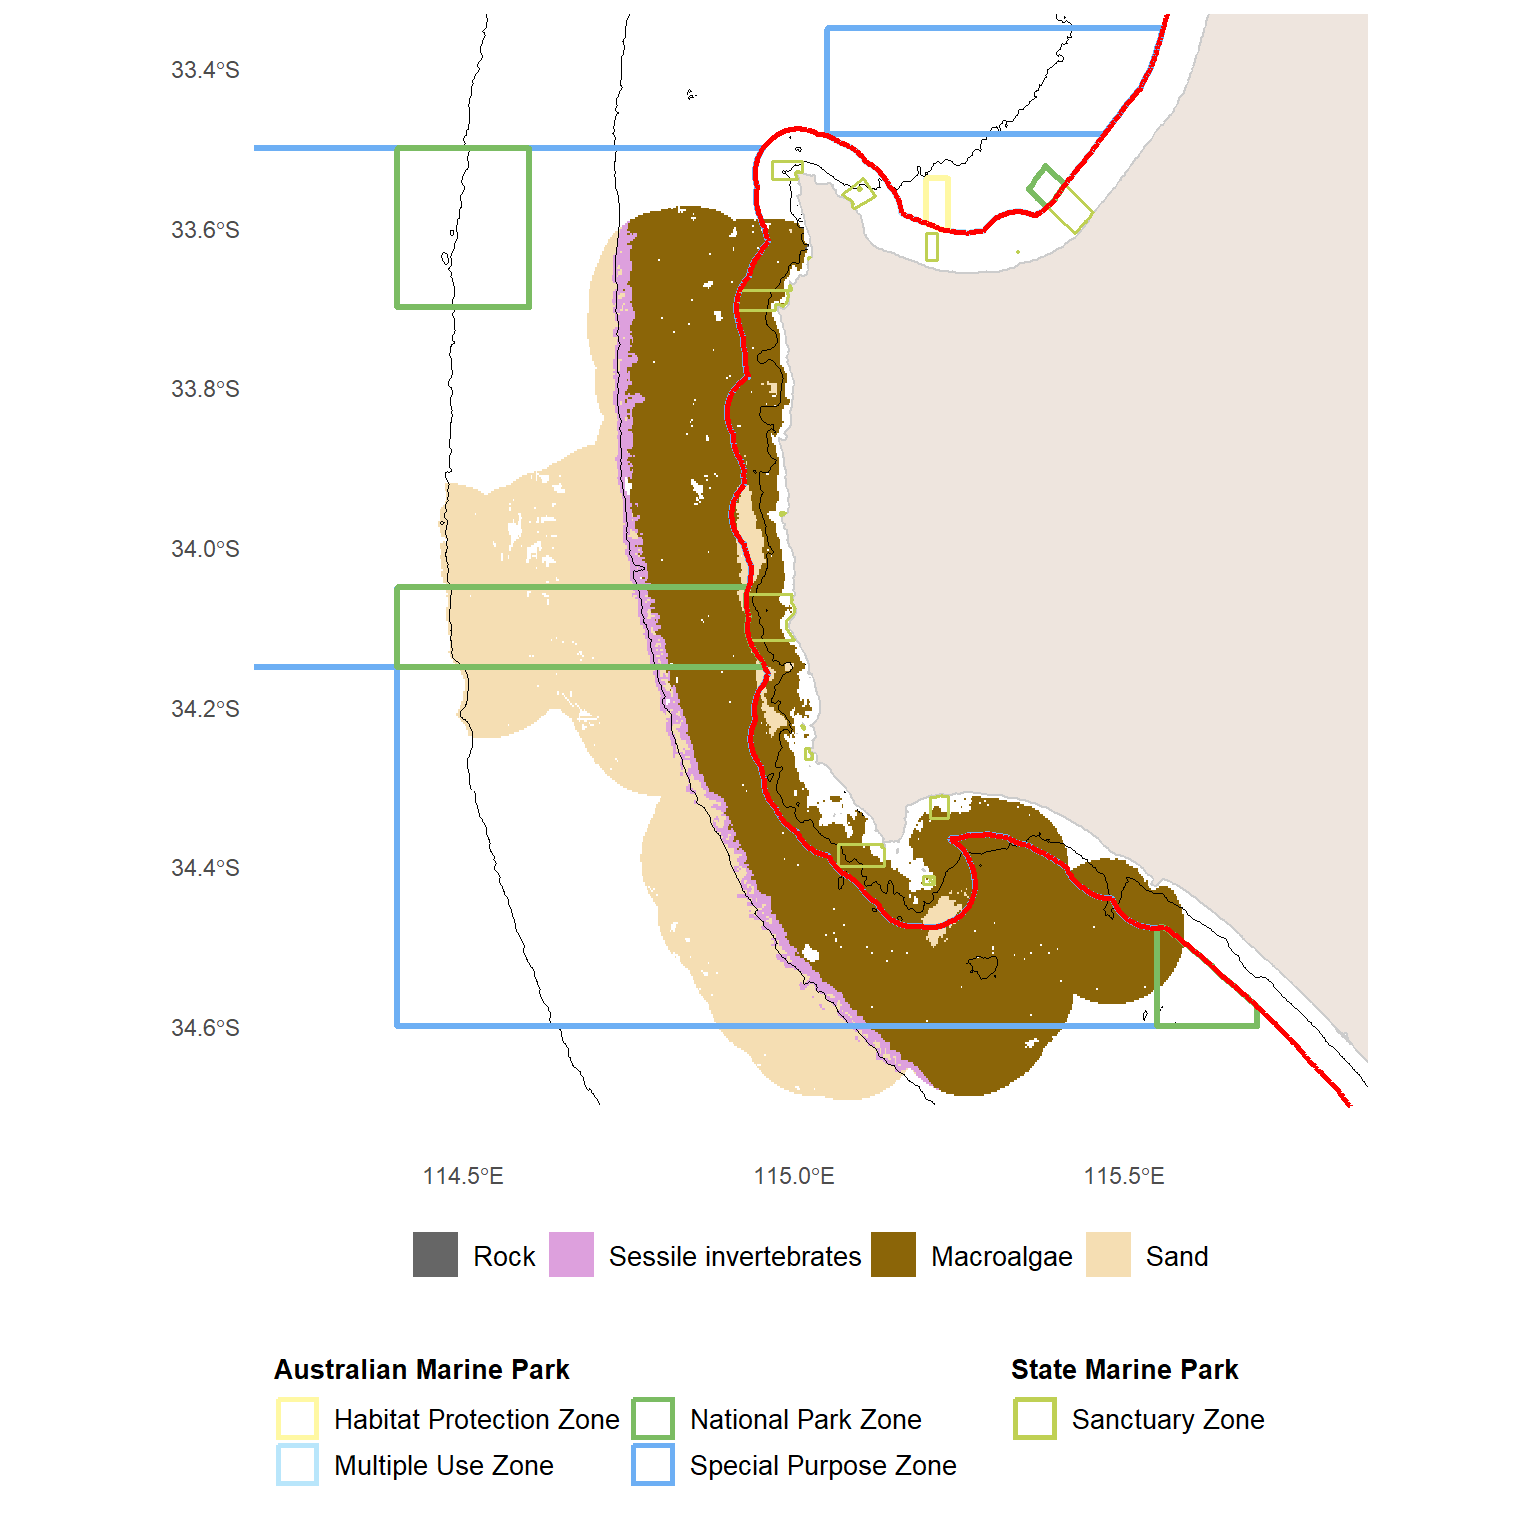 33.4°S
33.6°S
33.8°S
34.0°S
34.2°S
34.4°S
34.6°S
114.5°E 115.0°E 115.5°E
Rock Sessile invertebrates Macroalgae Sand
Australian Marine Park State Marine Park
Habitat Protection Zone National Park Zone Sanctuary Zone
Multiple Use Zone Special Purpose Zone